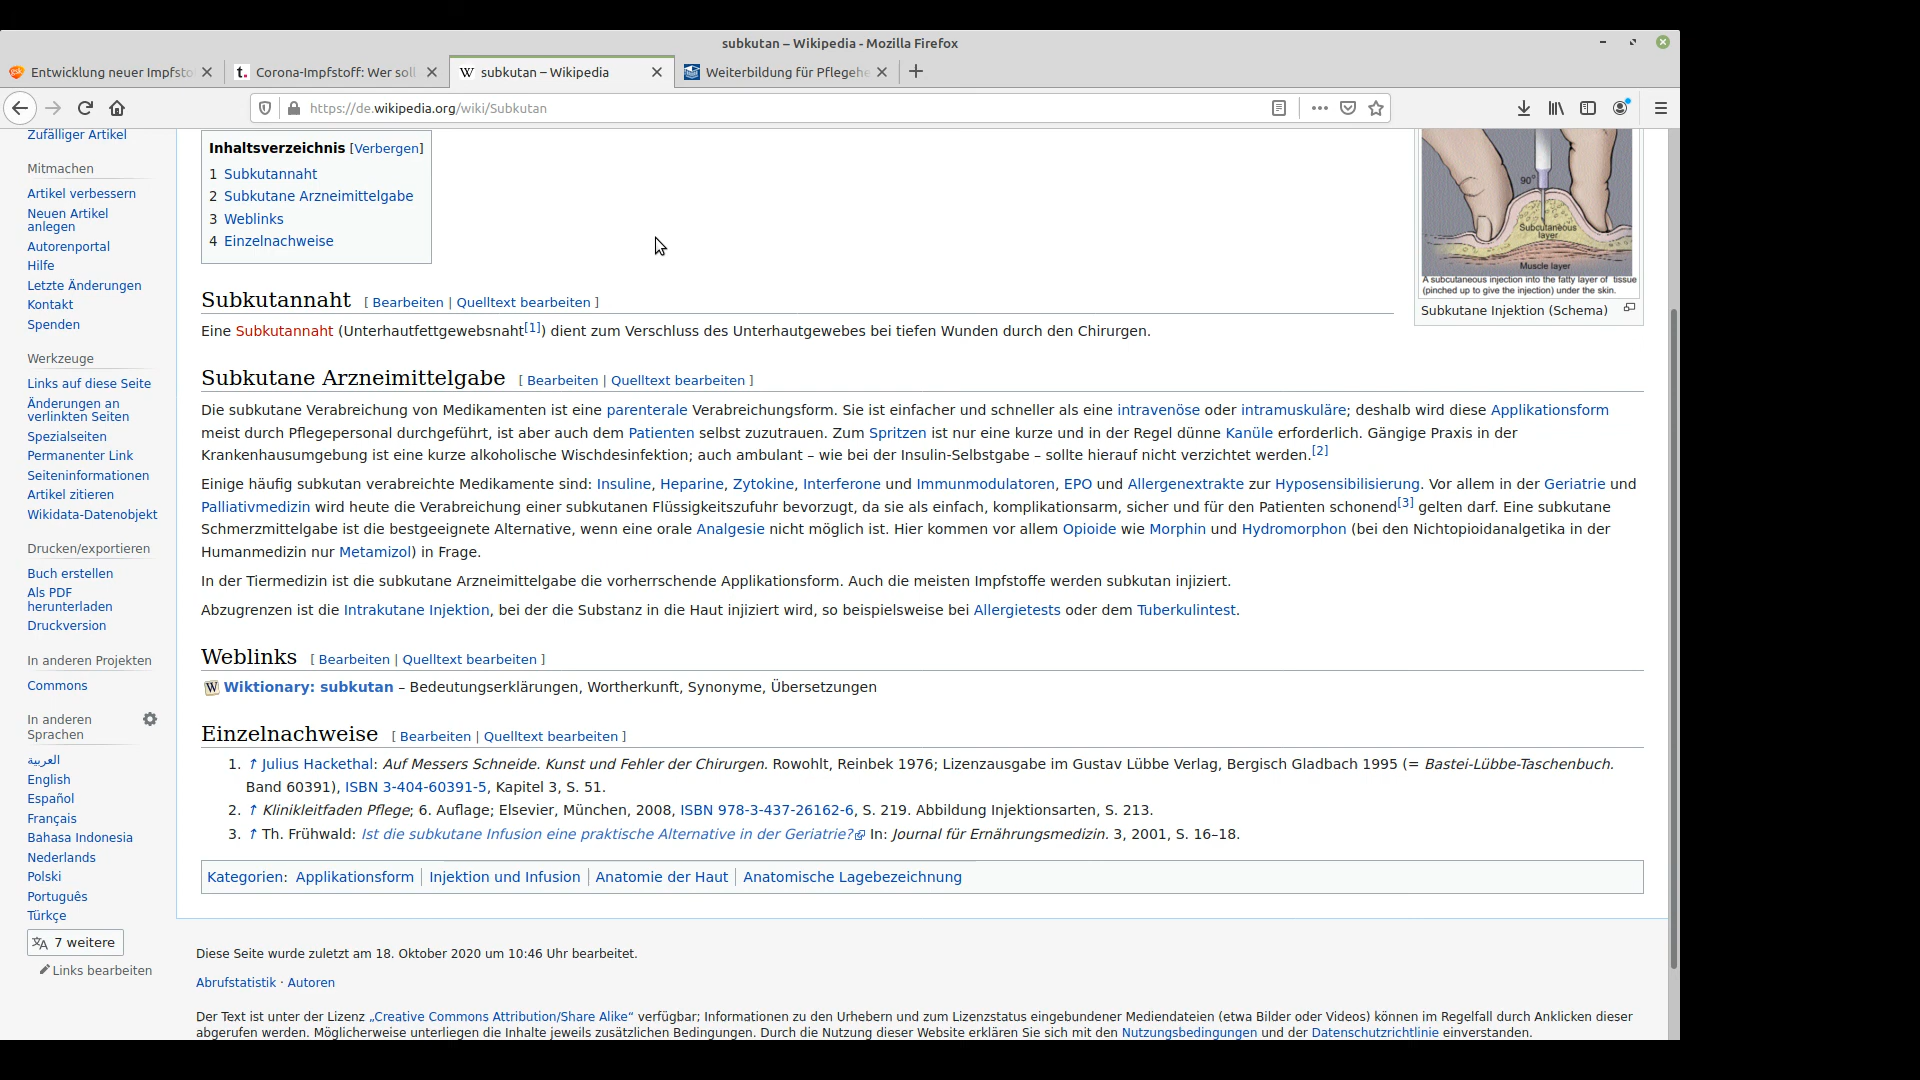 subkutan – Wikipedia - Mozilla Firefox
Entwicklung neuer Impfsto
Corona-Impfstoff: Wer soll
subkutan – Wikipedia
Weiterbildung für Pflegehe
https://de.wikipedia.org/wiki/Subkutan
Zufälliger Artikel
Mitmachen
Artikel verbessern
Neuen Artikel
anlegen
Autorenportal
Hilfe
Letzte Änderungen
Kontakt
Spenden
Werkzeuge
Links auf diese Seite
Änderungen an
verlinkten Seiten
Spezialseiten
Permanenter Link
Seiteninformationen
Artikel zitieren
Wikidata-Datenobjekt
Drucken/exportieren
Buch erstellen
Als PDF
herunterladen
Druckversion
In anderen Projekten
Commons
In anderen
Sprachen
العربية
English
Español
Français
Bahasa Indonesia
Nederlands
Polski
Português
Türkçe
7 weitere
Links bearbeiten
Inhaltsverzeichnis [Verbergen]
1 Subkutannaht
2 Subkutane Arzneimittelgabe
3 Weblinks
4 Einzelnachweise
90°
Subcutaneous
layer
Muscle layer
A subcutaneous injection into the fatty layer of tissue
(pinched up to give the injection) under the skin.
Subkutane Injektion (Schema)
Subkutannaht [ Bearbeiten | Quelltext bearbeiten ]
Eine Subkutannaht (Unterhautfettgewebsnaht[1]) dient zum Verschluss des Unterhautgewebes bei tiefen Wunden durch den Chirurgen.
Subkutane Arzneimittelgabe [ Bearbeiten | Quelltext bearbeiten ]
Die subkutane Verabreichung von Medikamenten ist eine parenterale Verabreichungsform. Sie ist einfacher und schneller als eine intravenöse oder intramuskuläre; deshalb wird diese Applikationsform
meist durch Pflegepersonal durchgeführt, ist aber auch dem Patienten selbst zuzutrauen. Zum Spritzen ist nur eine kurze und in der Regel dünne Kanüle erforderlich. Gängige Praxis in der
Krankenhausumgebung ist eine kurze alkoholische Wischdesinfektion; auch ambulant – wie bei der Insulin-Selbstgabe – sollte hierauf nicht verzichtet werden.[2]
Einige häufig subkutan verabreichte Medikamente sind: Insuline, Heparine, Zytokine, Interferone und Immunmodulatoren, EPO und Allergenextrakte zur Hyposensibilisierung. Vor allem in der Geriatrie und
Palliativmedizin wird heute die Verabreichung einer subkutanen Flüssigkeitszufuhr bevorzugt, da sie als einfach, komplikationsarm, sicher und für den Patienten schonend[3] gelten darf. Eine subkutane
Schmerzmittelgabe ist die bestgeeignete Alternative, wenn eine orale Analgesie nicht möglich ist. Hier kommen vor allem Opioide wie Morphin und Hydromorphon (bei den Nichtopioidanalgetika in der
Humanmedizin nur Metamizol) in Frage.
In der Tiermedizin ist die subkutane Arzneimittelgabe die vorherrschende Applikationsform. Auch die meisten Impfstoffe werden subkutan injiziert.
Abzugrenzen ist die Intrakutane Injektion, bei der die Substanz in die Haut injiziert wird, so beispielsweise bei Allergietests oder dem Tuberkulintest.
Weblinks [ Bearbeiten | Quelltext bearbeiten ]
Wiktionary: subkutan – Bedeutungserklärungen, Wortherkunft, Synonyme, Übersetzungen
Einzelnachweise [ Bearbeiten | Quelltext bearbeiten ]
1. ↑ Julius Hackethal: Auf Messers Schneide. Kunst und Fehler der Chirurgen. Rowohlt, Reinbek 1976; Lizenzausgabe im Gustav Lübbe Verlag, Bergisch Gladbach 1995 (= Bastei-Lübbe-Taschenbuch.
Band 60391), ISBN 3-404-60391-5, Kapitel 3, S. 51.
2. ↑ Klinikleitfaden Pflege; 6. Auflage; Elsevier, München, 2008, ISBN 978-3-437-26162-6, S. 219. Abbildung Injektionsarten, S. 213.
3. ↑ Th. Frühwald: Ist die subkutane Infusion eine praktische Alternative in der Geriatrie? In: Journal für Ernährungsmedizin. 3, 2001, S. 16–18.
Kategorien: Applikationsform | Injektion und Infusion | Anatomie der Haut | Anatomische Lagebezeichnung
Diese Seite wurde zuletzt am 18. Oktober 2020 um 10:46 Uhr bearbeitet.
Abrufstatistik · Autoren
Der Text ist unter der Lizenz „Creative Commons Attribution/Share Alike“ verfügbar; Informationen zu den Urhebern und zum Lizenzstatus eingebundener Mediendateien (etwa Bilder oder Videos) können im Regelfall durch Anklicken dieser
abgerufen werden. Möglicherweise unterliegen die Inhalte jeweils zusätzlichen Bedingungen. Durch die Nutzung dieser Website erklären Sie sich mit den Nutzungsbedingungen und der Datenschutzrichtlinie einverstanden.